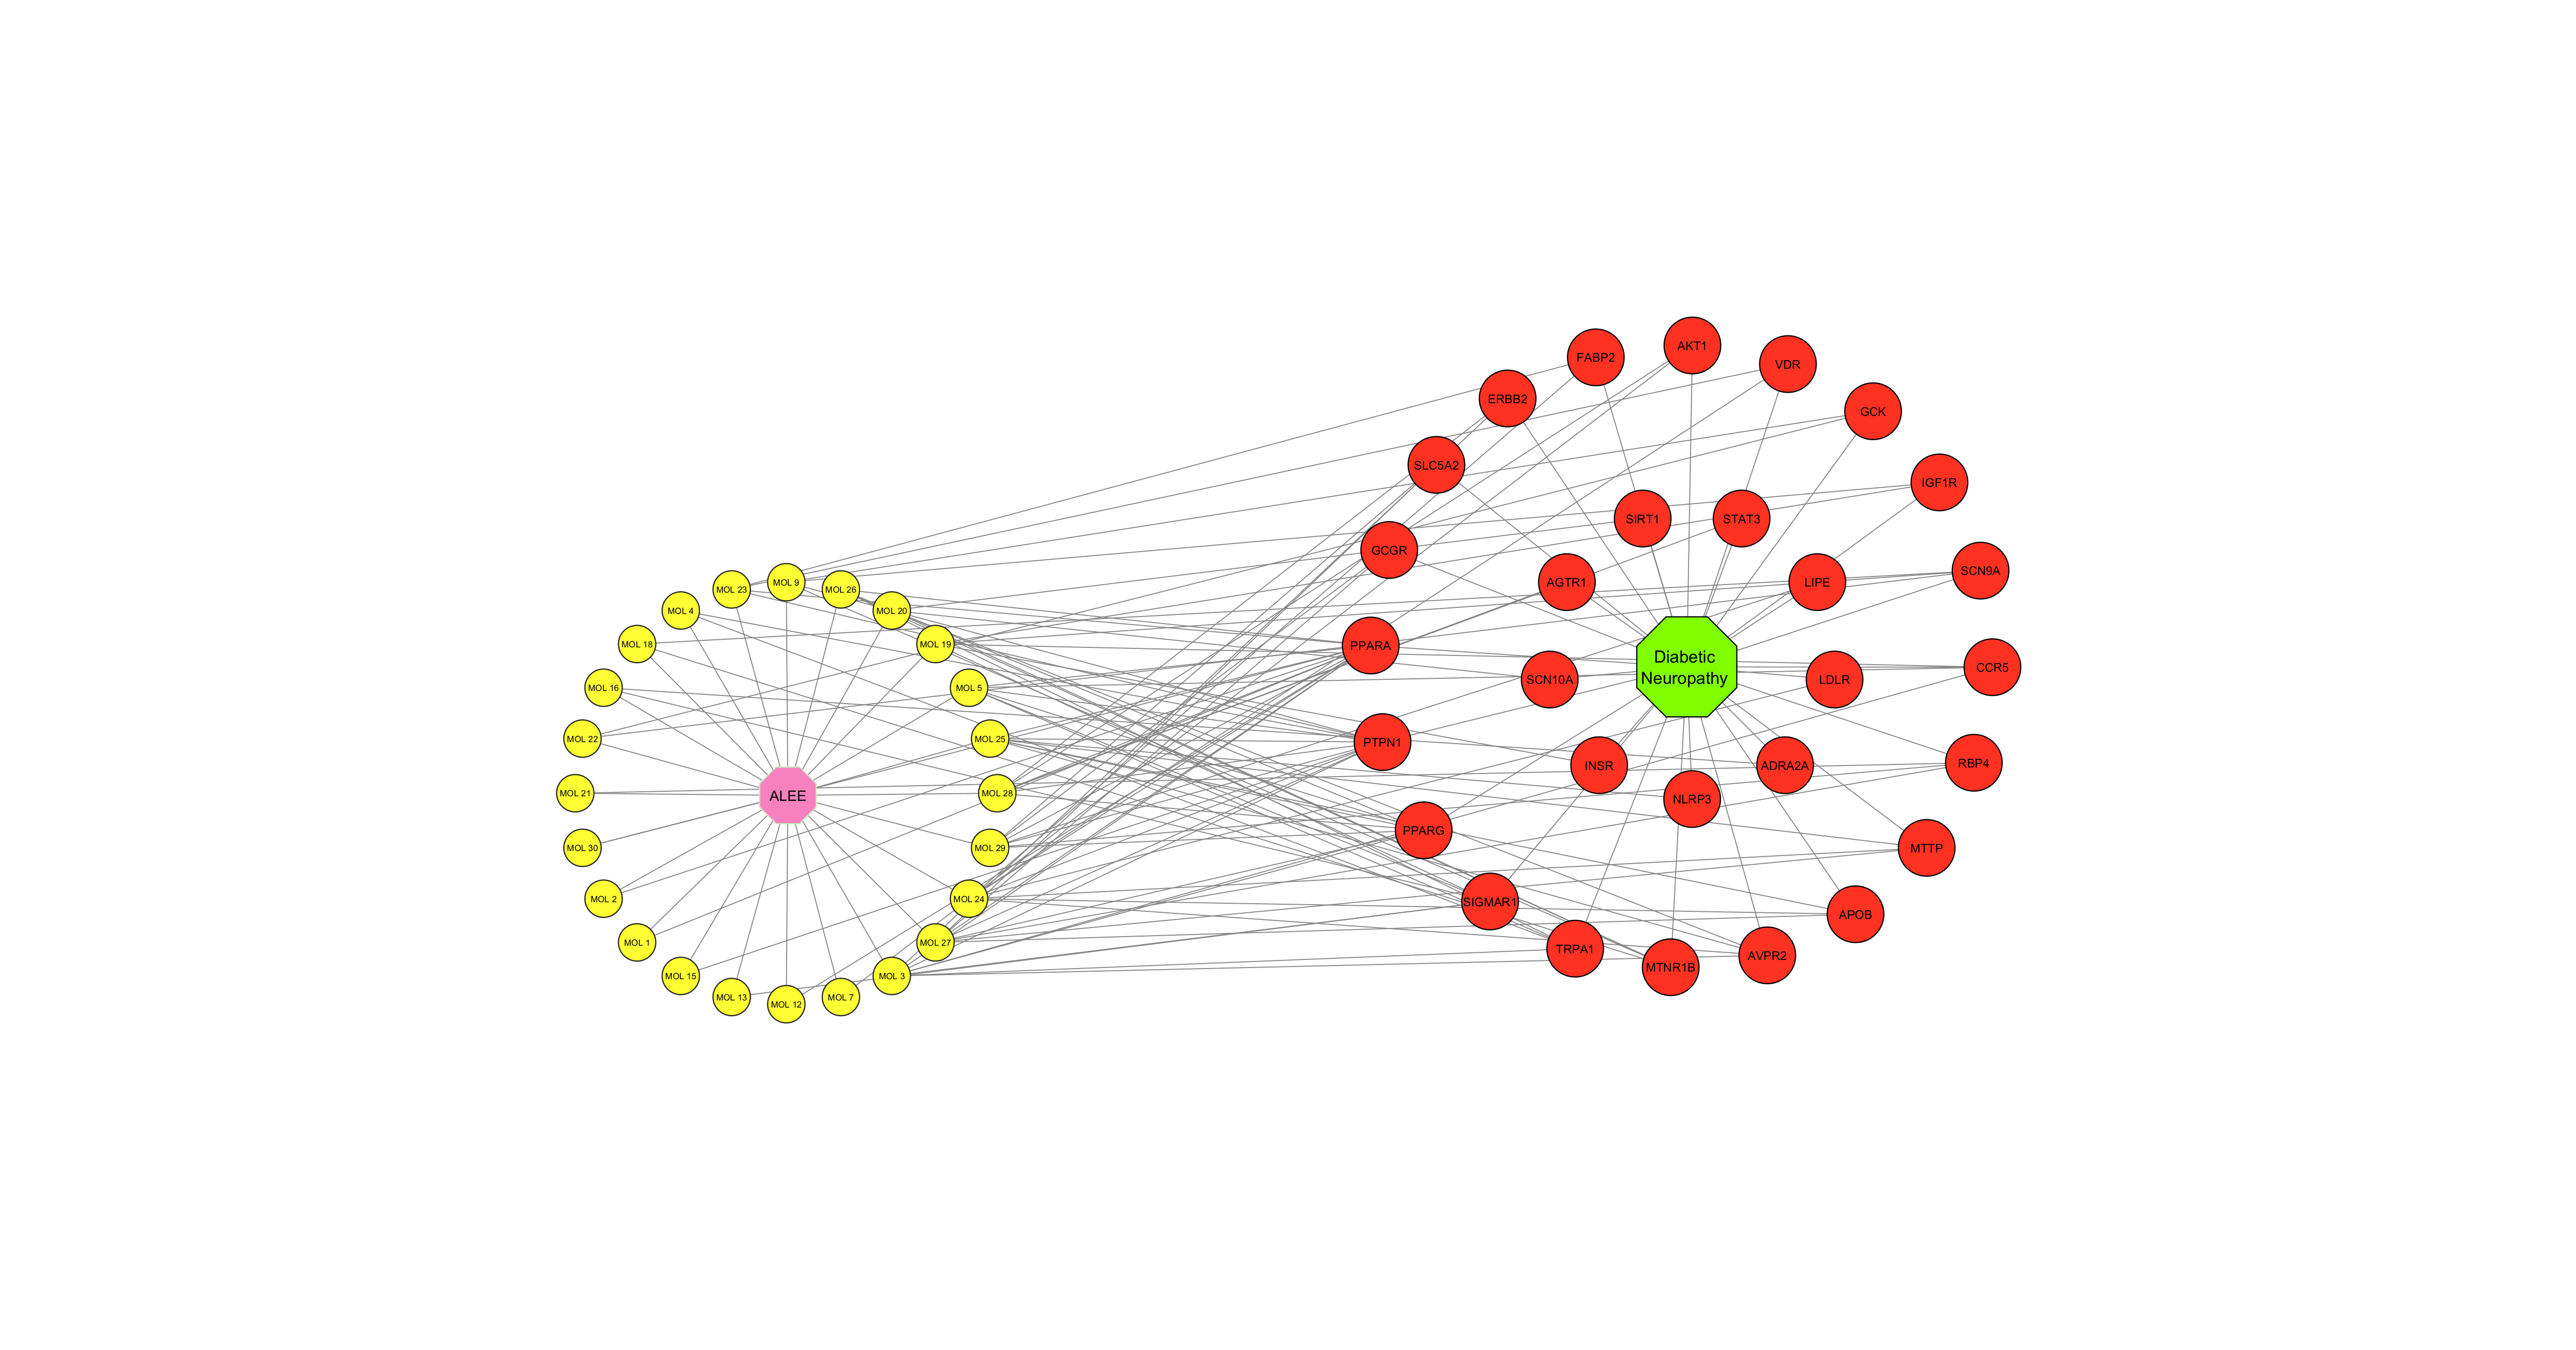 AKT1
FABP2
VDR
ERBB2
GCK
SLC5A2
IGF1R
SIRT1
STAT3
GCGR
SCN9A
AGTR1
LIPE
MOL 9
MOL 23
MOL 26
MOL 4
MOL 20
MOL 18
MOL 19
PPARA
Diabetic
Neuropathy
CCR5
SCN10A
LDLR
MOL 16
MOL 5
MOL 22
MOL 25
PTPN1
INSR
ADRA2A
RBP4
MOL 21
ALEE
MOL 28
NLRP3
PPARG
MOL 30
MOL 29
MTTP
MOL 2
MOL 24
SIGMAR1
APOB
MOL 1
MOL 27
TRPA1
AVPR2
MTNR1B
MOL 15
MOL 3
MOL 13
MOL 12
MOL 7